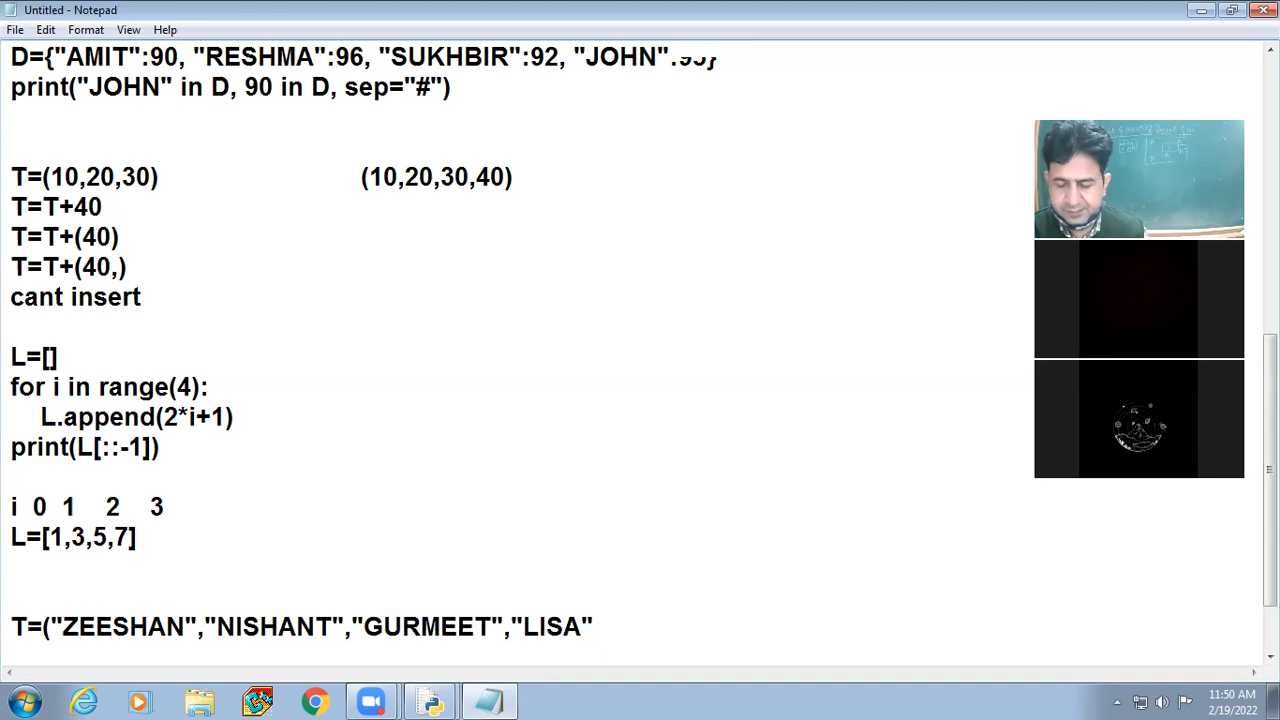 Untitled - Notepad
File Edit Format View Help
D={"AMIT":90, "RESHMA":96, "SUKHBIR":92, "JOHN":95}
print("JOHN" in D, 90 in D, sep="#")
T=(10,20,30) (10,20,30,40)
T=T+40
T=T+(40)
T=T+(40,)
cant insert
L=[]
for i in range(4):
L.append(2*i+1)
print(L[::-1])
i 0 1 2 3
L=[1,3,5,7]
T=("ZEESHAN","NISHANT","GURMEET","LISA"
11:50 AM
2/19/2022